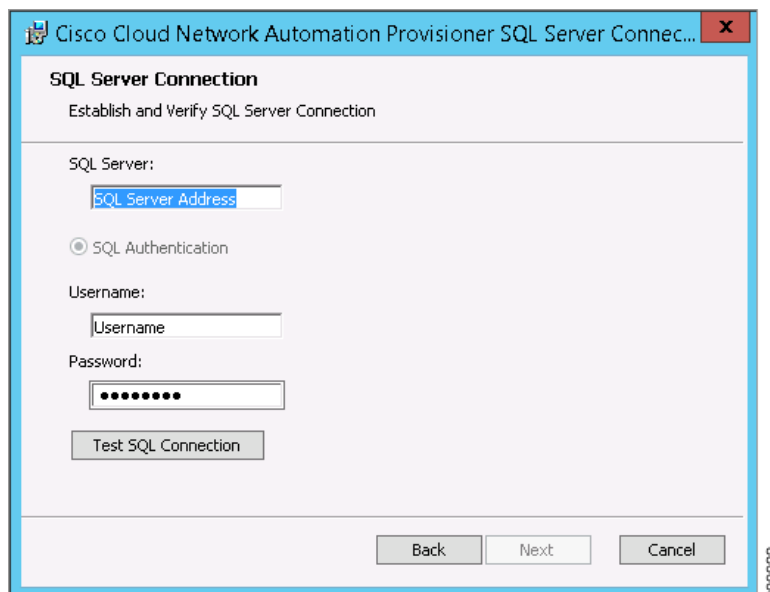 Cisco Cloud Network Automation Provisioner SQL Server Connec...
x
SQL Server Connection
Establish and Verify SQL Server Connection
SQL Server:
SQL Server Address
SQL Authentication
Username:
Username
Password:
●●●●●●●●
Test SQL Connection
Back Next Cancel